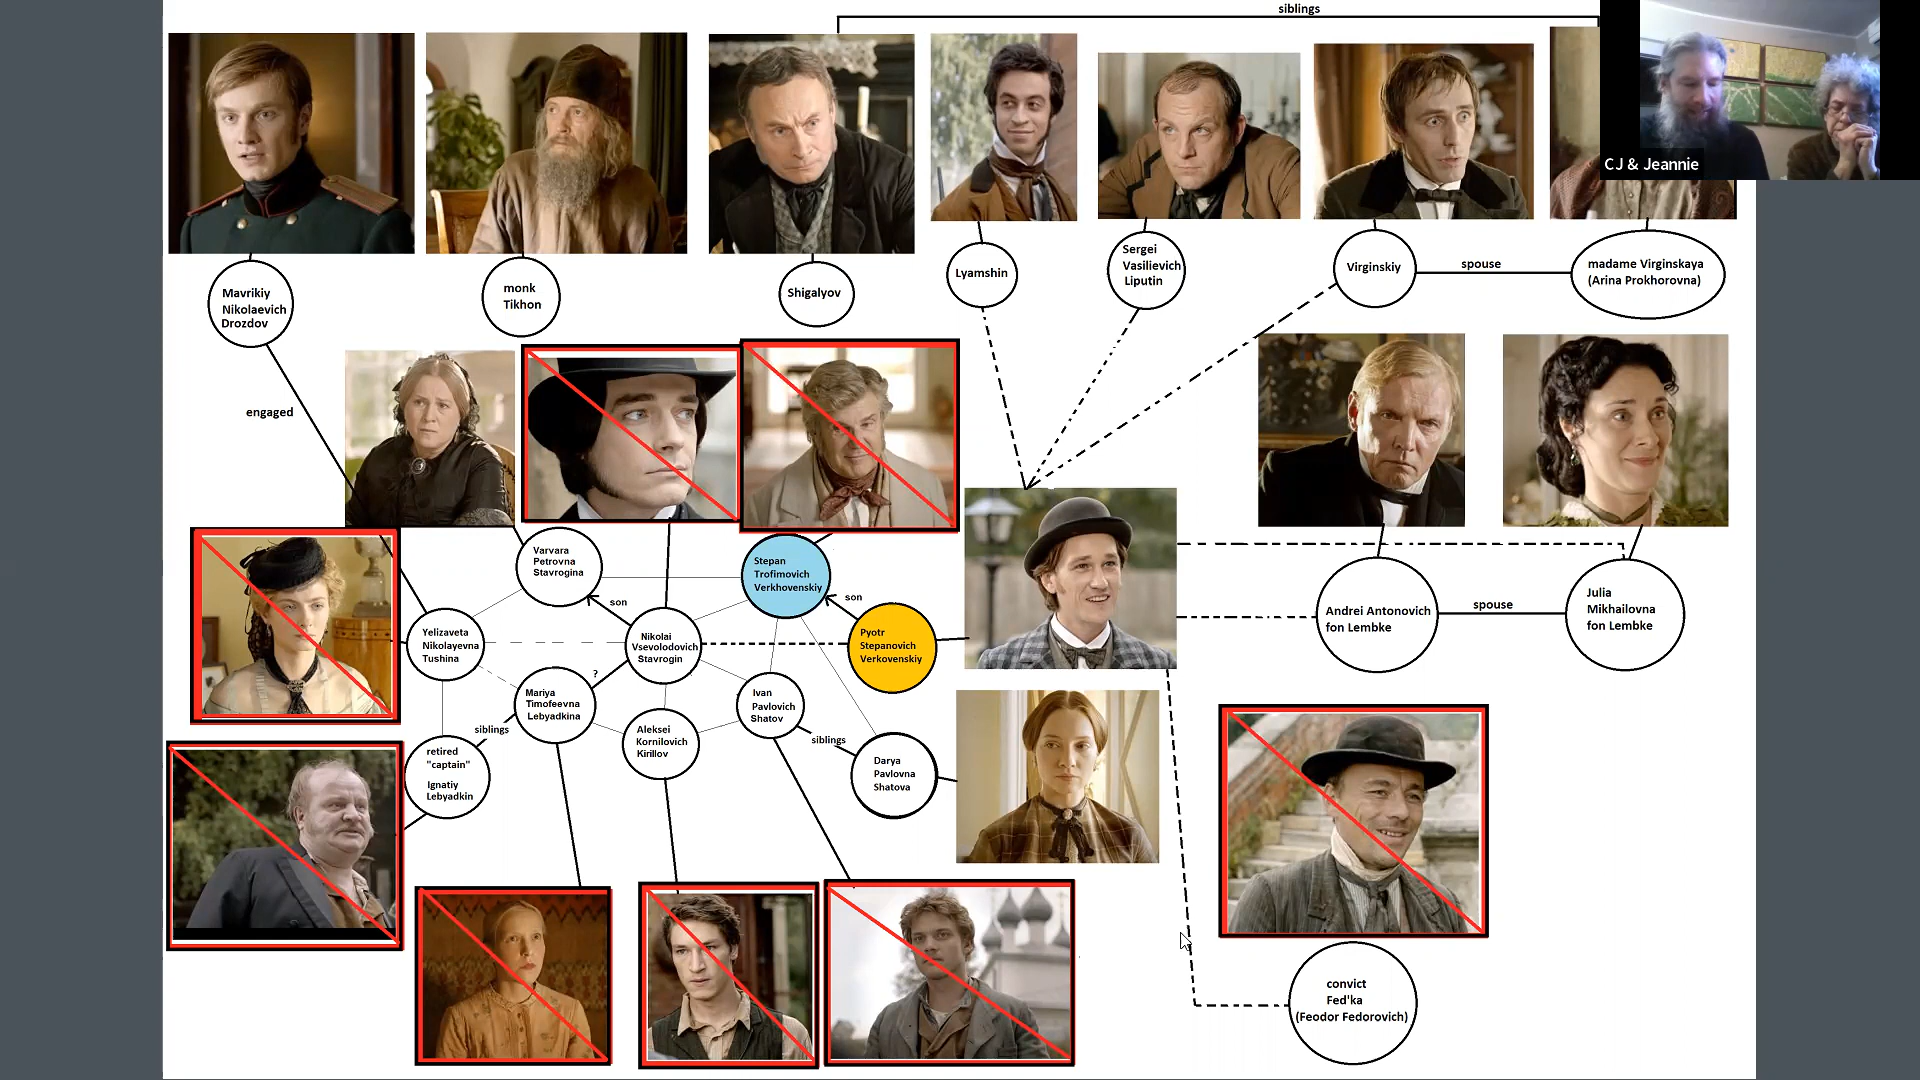 siblings
CJ & Jeannie
Mavrikiy
Nikolaevich
Drozdov
monk
Tikhon
Shigalyov
Lyamshin
Sergei
Vasilievich
Liputin
Virginskiy
spouse
madame Virginskaya
(Arina Prokhorovna)
engaged
Varvara
Petrovna
Stavrogina
Stepan
Trofimovich
Verkhovenskiy
son
son
Yelizaveta
Nikolayevna
Tushina
Nikolai
Vsevolodovich
Stavrogin
Pyotr
Stepanovich
Verkovenskiy
Andrei Antonovich
fon Lembke
spouse
Julia
Mikhailovna
fon Lembke
?
Mariya
Timofeevna
Lebyadkina
siblings
Ivan
Pavlovich
Shatov
siblings
Aleksei
Kornilovich
Kirillov
retired
"captain"
Ignatiy
Lebyadkin
Darya
Pavlovna
Shatova
convict
Fed'ka
(Feodor Fedorovich)